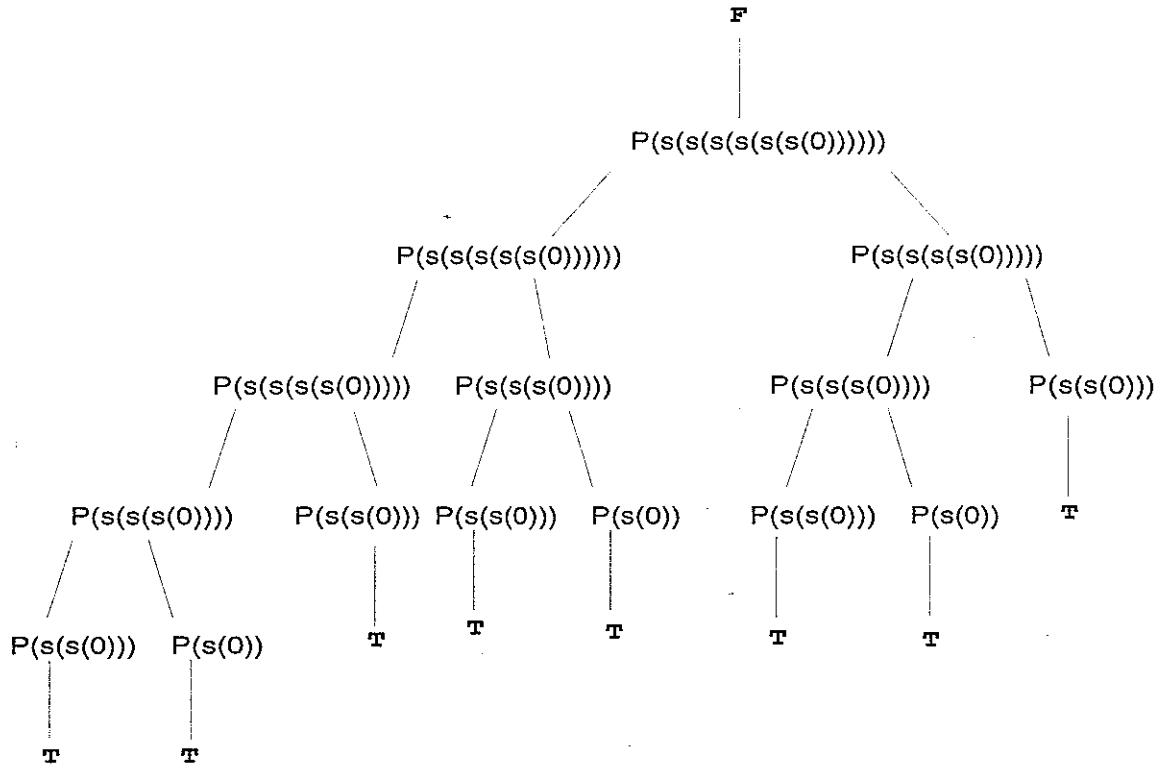 F
P(s(s(s(s(s(s(0)))))))
P(s(s(s(s(s(0)))))) P(s(s(s(s(0)))))
P(s(s(s(s(0))))) P(s(s(s(0)))) P(s(s(s(0)))) P(s(s(0)))
P(s(s(s(0)))) P(s(s(0))) P(s(s(0))) P(s(0)) P(s(s(0))) P(s(0)) T
P(s(s(0))) P(s(0)) T T T T T
T T